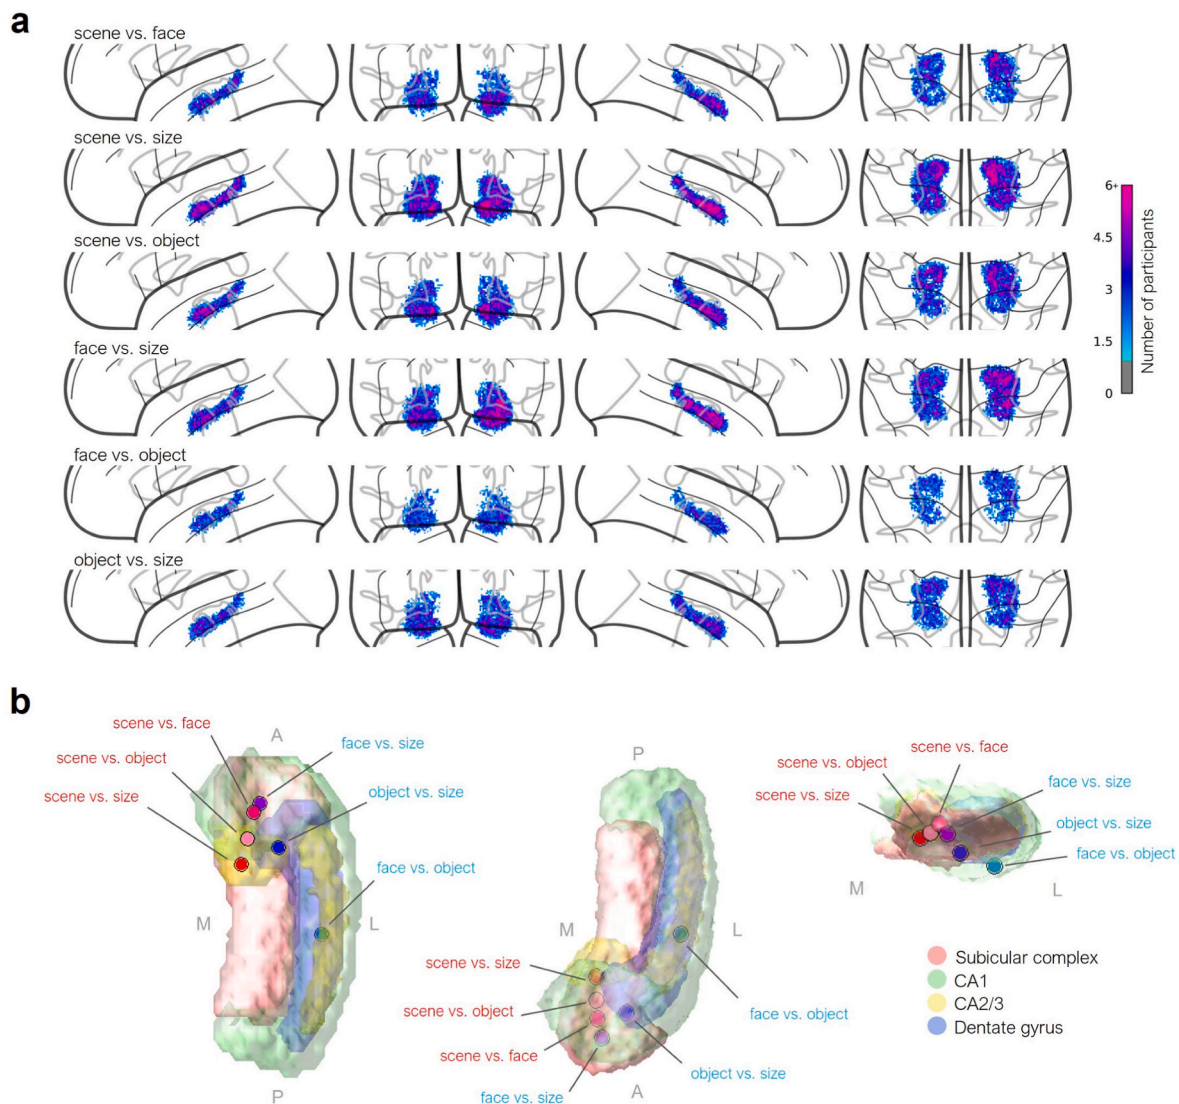 a
scene vs. face
scene vs. size
scene vs. object
face vs. size
face vs. object
object vs. size
6+
4.5
3
1.5
0
Number of participants
b
scene vs. face
scene vs. object
scene vs. size
A
face vs. size
object vs. size
face vs. object
M
L
P
P
M
L
scene vs. size
scene vs. object
scene vs. face
face vs. size
face vs. object
object vs. size
A
scene vs. face
scene vs. object
scene vs. size
face vs. size
object vs. size
face vs. object
M
L
Subicular complex
CA1
CA2/3
Dentate gyrus